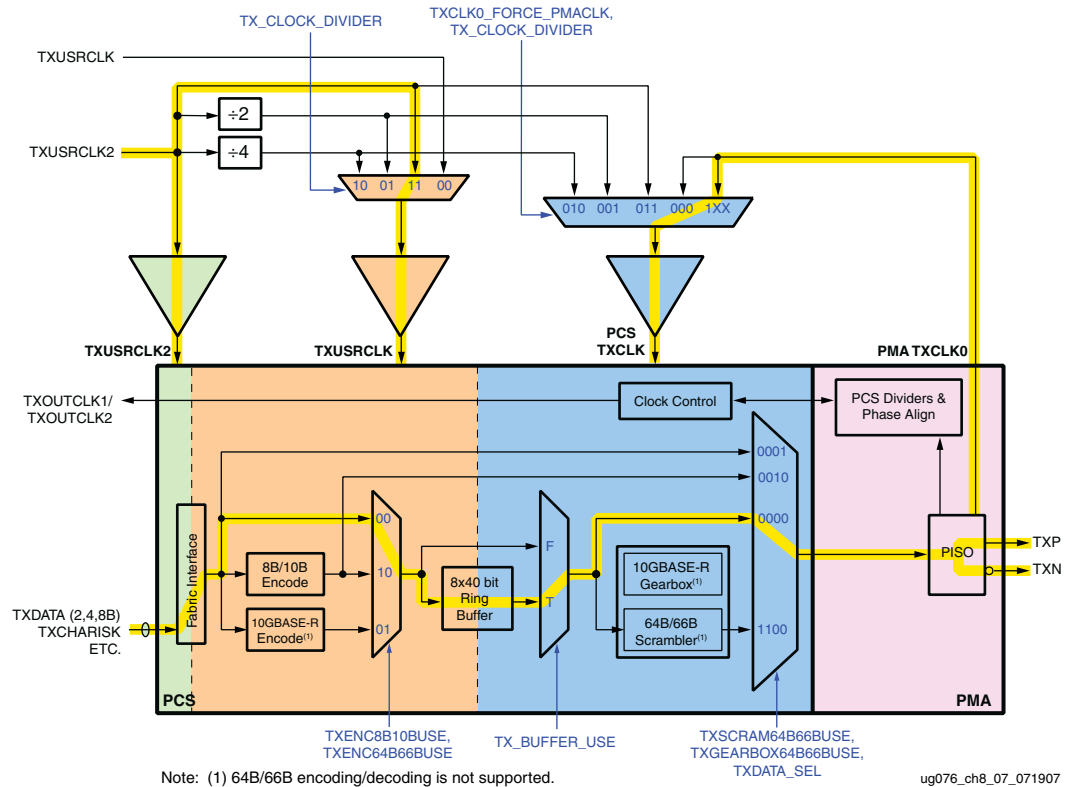 TX_CLOCK_DIVIDER
TXCLK0_FORCE_PMACLK,
TX_CLOCK_DIVIDER
TXUSRCLK
÷2
TXUSRCLK2
÷4
10 01 11 00
010 001 011 000 1XX
TXUSRCLK2
TXUSRCLK
PCS
TXCLK
PMA TXCLK0
TXOUTCLK1/
TXOUTCLK2
Clock Control
PCS Dividers &
Phase Align
0001
0010
00
0000
Fabric Interface
8B/10B
Encode
10
F
8x40 bit
Ring
Buffer
T
10GBASE-R
Gearbox(1)
PISO
TXP
TXN
TXDATA (2,4,8B)
TXCHARISK
ETC.
10GBASE-R
Encode(1)
01
64B/66B
Scrambler(1)
1100
PCS
PMA
TXENC8B10BUSE,
TXENC64B66BUSE
TX_BUFFER_USE
TXSCRAM64B66BUSE,
TXGEARBOX64B66BUSE,
TXDATA_SEL
Note: (1) 64B/66B encoding/decoding is not supported.
ug076_ch8_07_071907